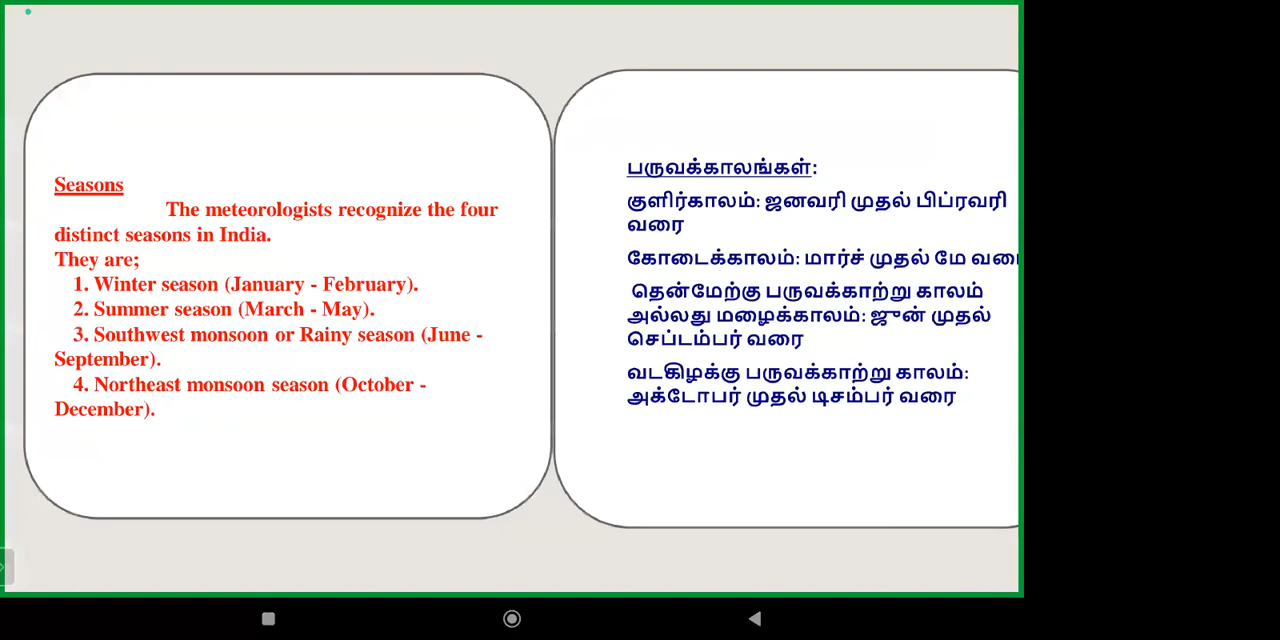 Seasons
The meteorologists recognize the four
distinct seasons in India.
They are;
1. Winter season (January - February).
2. Summer season (March - May).
3. Southwest monsoon or Rainy season (June -
September).
4. Northeast monsoon season (October -
December).
பருவக்காலங்கள்:
குளிர்காலம்: ஜனவரி முதல் பிப்ரவரி
வரை
கோடைக்காலம்: மார்ச் முதல் மே வரை
தென்மேற்கு பருவக்காற்று காலம்
அல்லது மழைக்காலம்: ஜுன் முதல்
செப்டம்பர் வரை
வடகிழக்கு பருவக்காற்று காலம்:
அக்டோபர் முதல் டிசம்பர் வரை